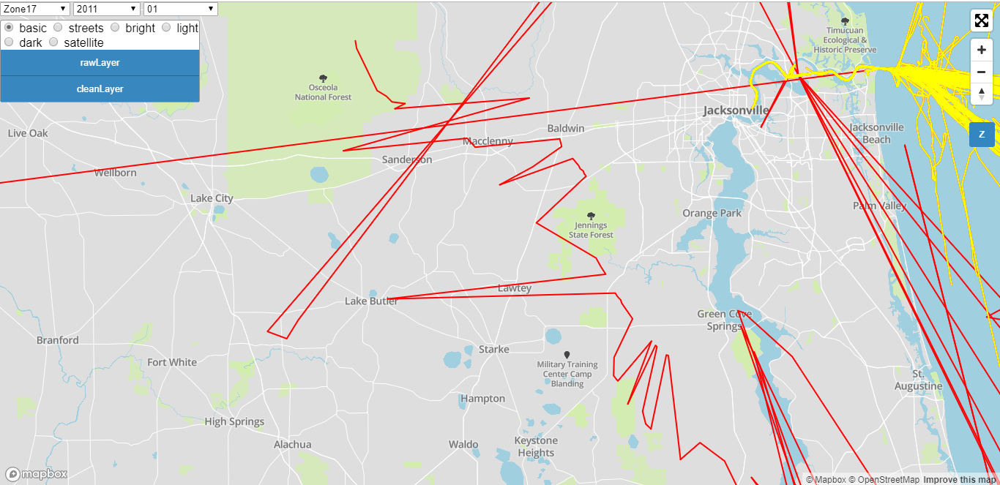 Zone17
2011
01
basic
streets
bright
light
dark
satellite
rawLayer
cleanLayer
Timucuan
Ecological &
Historic Preserve
Osceola
National Forest
Jacksonville
Live Oak
Baldwin
Macclenny
Jacksonville
Beach
Z
Sanderson
Wellborn
Lake City
Palm Valley
Orange Park
Jennings
State Forest
Lawtey
Lake Butler
Green Cove
Springs
Branford
Starke
Fort White
Military Training
Center Camp
Blanding
St.
Augustine
Hampton
High Springs
Alachua
Waldo
Keystone
Heights
mapbox
© Mapbox © OpenStreetMap Improve this map